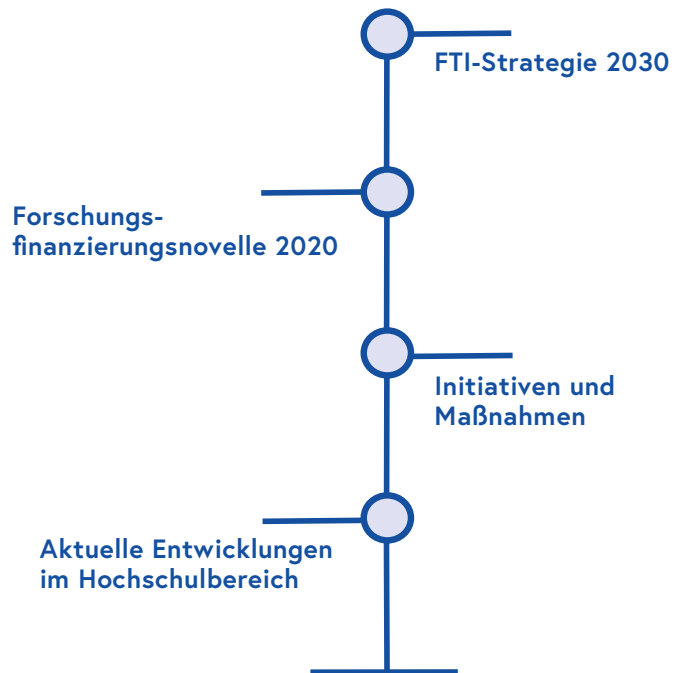 FTI-Strategie 2030
Forschungs-
finanzierungsnovelle 2020
Initiativen und
Maßnahmen
Aktuelle Entwicklungen
im Hochschulbereich